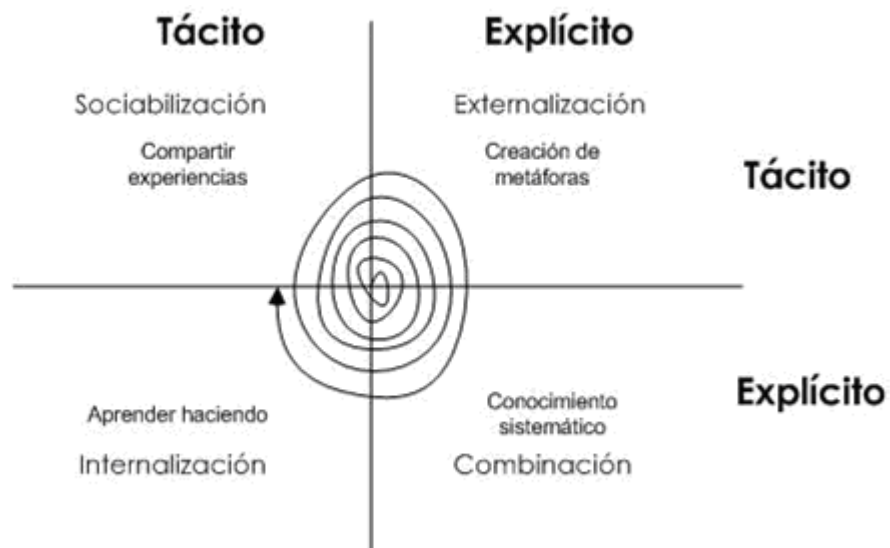 Tácito
Explícito
Sociabilización
Externalización
Compartir
experiencias
Creación de
metáforas
Tácito
Aprender haciendo
Internalización
Conocimiento
sistemático
Combinación
Explícito